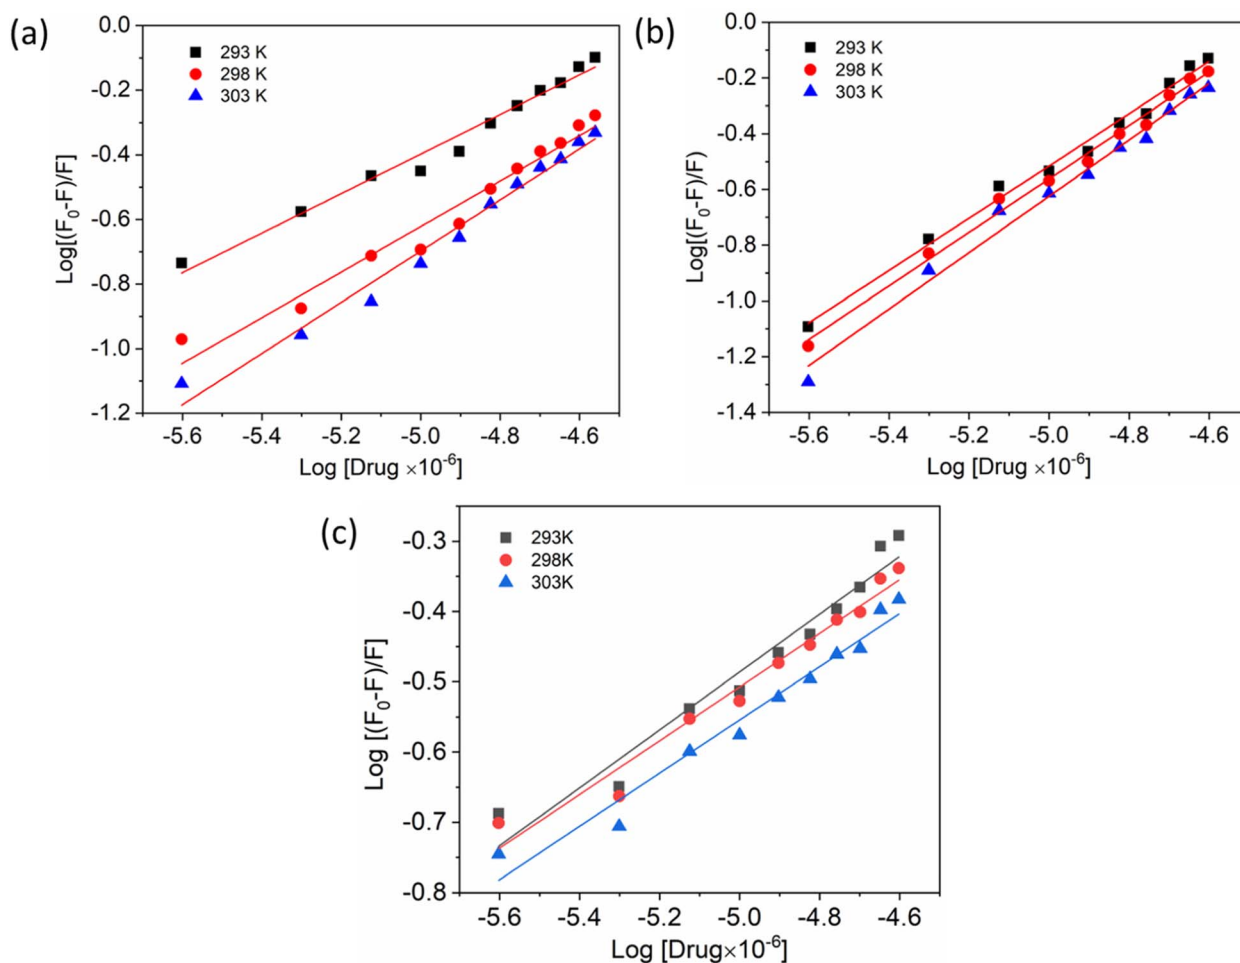 (a)
0.0
-0.2
-0.4
-0.6
-0.8
-1.0
-1.2
Log[(F₀-F)/F]
293 K
298 K
303 K
-5.6 -5.4 -5.2 -5.0 -4.8 -4.6
Log [Drug ×10⁻⁶]
(b)
0.0
-0.2
-0.4
-0.6
-0.8
-1.0
-1.2
-1.4
Log[(F₀-F)/F)
293 K
298 K
303 K
-5.6 -5.4 -5.2 -5.0 -4.8 -4.6
Log [Drug ×10⁻⁶]
(c)
-0.3
-0.4
-0.5
-0.6
-0.7
-0.8
Log [(F₀-F)/F]
293K
298K
303K
-5.6 -5.4 -5.2 -5.0 -4.8 -4.6
Log [Drug×10⁻⁶]